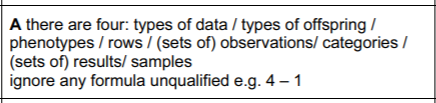 A there are four: types of data / types of offspring /
phenotypes / rows / (sets of) observations/ categories /
(sets of) results/ samples
ignore any formula unqualified e.g. 4 – 1